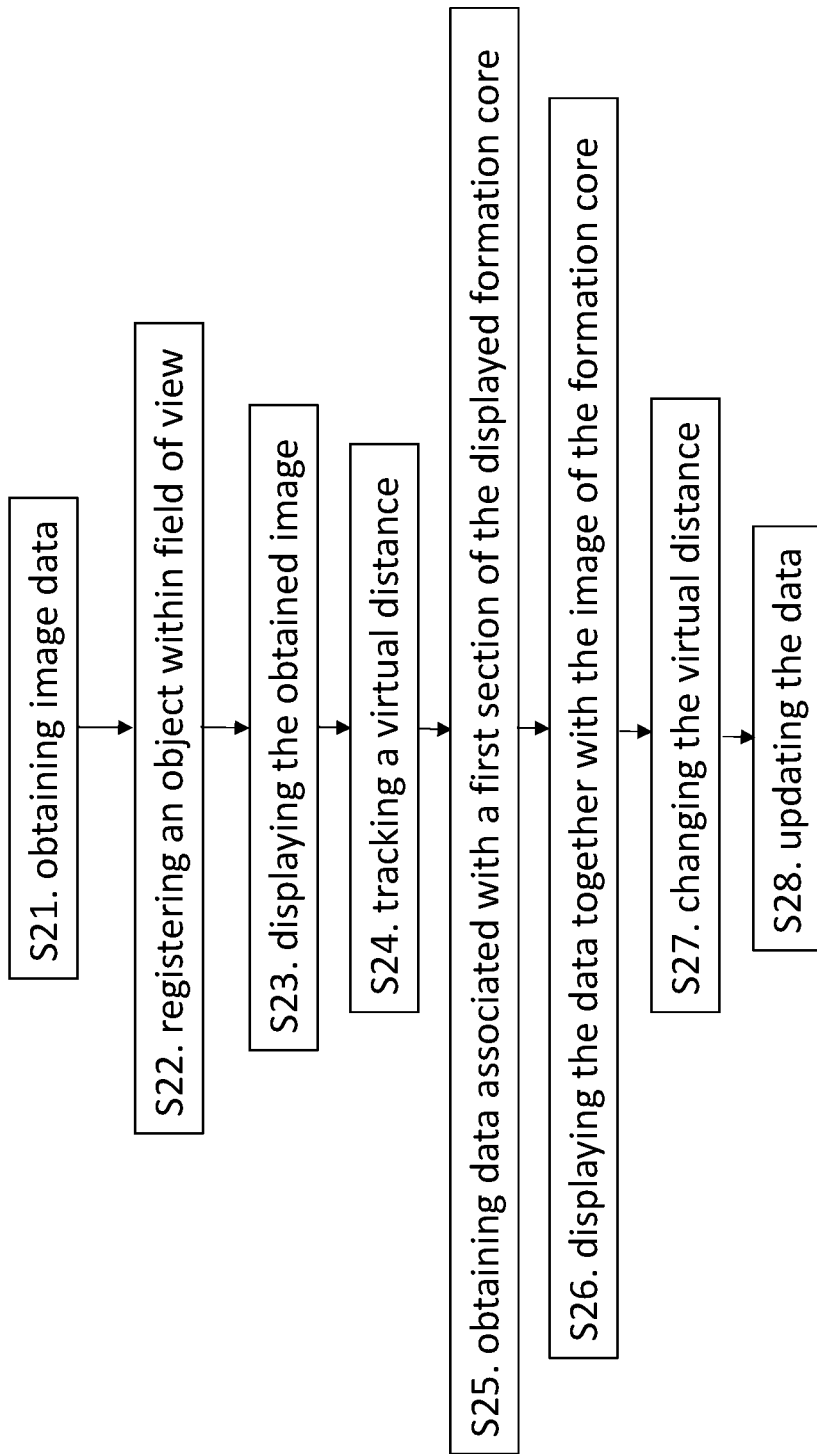 S21. obtaining image data
S22. registering an object within field of view
S23. displaying the obtained image
S24. tracking a virtual distance
S25. obtaining data associated with a first section of the displayed formation core
S26. displaying the data together with the image of the formation core
S27. changing the virtual distance
S28. updating the data